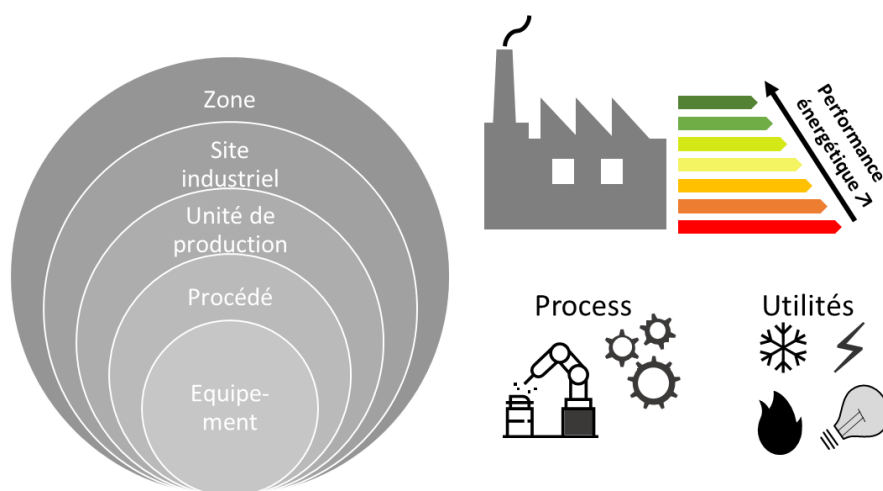 Zone
Site
industriel
Unité de
production
Procédé
Equipe-
ment
Performance
énergétique ↗
Process
Utilités